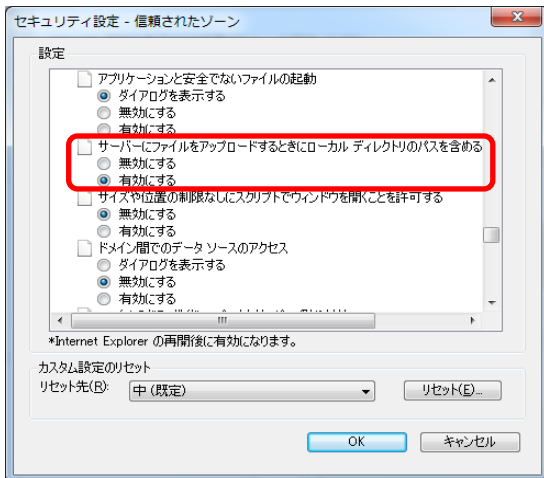 セキュリティ設定 - 信頼されたゾーン
設定
アプリケーションと安全でないファイルの起動
ダイアログを表示する
無効にする
有効にする
サーバーにファイルをアップロードするときにローカル ディレクトリのパスを含める
無効にする
有効にする
サイズや位置の制限なしにスクリプトでウィンドウを開くことを許可する
無効にする
有効にする
ドメイン間でのデータ ソースのアクセス
ダイアログを表示する
無効にする
有効にする
*Internet Explorer の再開後に有効になります。
カスタム設定のリセット
リセット先(R):
中 (既定)
リセット(E)...
OK
キャンセル